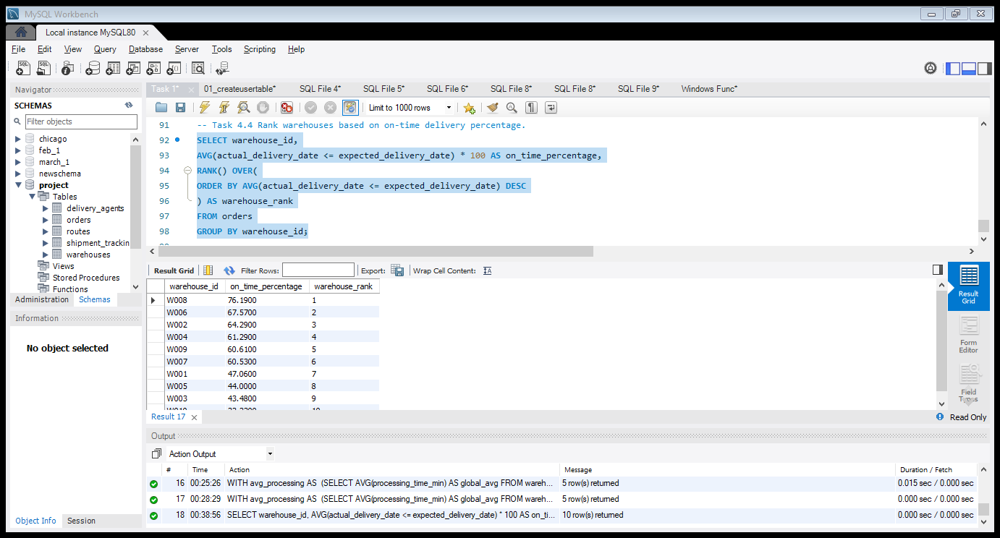 MySQL Workbench
Local instance MySQL80
File Edit View Query Database Server Tools Scripting Help
Navigator
SCHEMAS
Filter objects
chicago
feb_1
march_1
newschema
project
Tables
delivery_agents
orders
routes
shipment_trackin
warehouses
Views
Stored Procedures
Functions
Administration Schemas
Information
No object selected
Object Info Session
Task 1* 01_createusertable* SQL File 4* SQL File 5* SQL File 6* SQL File 8* SQL File 8* SQL File 9* Windows Func*
Limit to 1000 rows
91 -- Task 4.4 Rank warehouses based on on-time delivery percentage.
92 SELECT warehouse_id,
93 AVG(actual_delivery_date <= expected_delivery_date) * 100 AS on_time_percentage,
94 RANK() OVER(
95 ORDER BY AVG(actual_delivery_date <= expected_delivery_date) DESC
96 ) AS warehouse_rank
97 FROM orders
98 GROUP BY warehouse_id;
Result Grid Filter Rows: Export: Wrap Cell Content:
warehouse_id on_time_percentage warehouse_rank
W008 76.1900 1
W006 67.5700 2
W002 64.2900 3
W004 61.2900 4
W009 60.6100 5
W007 60.5300 6
W001 47.0600 7
W005 44.0000 8
W003 43.4800 9
Result Grid
Form Editor
Field Types
Result 17
Read Only
Output
Action Output
# Time Action Message Duration / Fetch
16 00:25:26 WITH avg_processing AS (SELECT AVG(processing_time_min) AS global_avg FROM wareh... 5 row(s) returned 0.015 sec / 0.000 sec
17 00:28:29 WITH avg_processing AS (SELECT AVG(processing_time_min) AS global_avg FROM wareh... 5 row(s) returned 0.000 sec / 0.000 sec
18 00:38:56 SELECT warehouse_id, AVG(actual_delivery_date <= expected_delivery_date) * 100 AS on_ti... 10 row(s) returned 0.000 sec / 0.000 sec